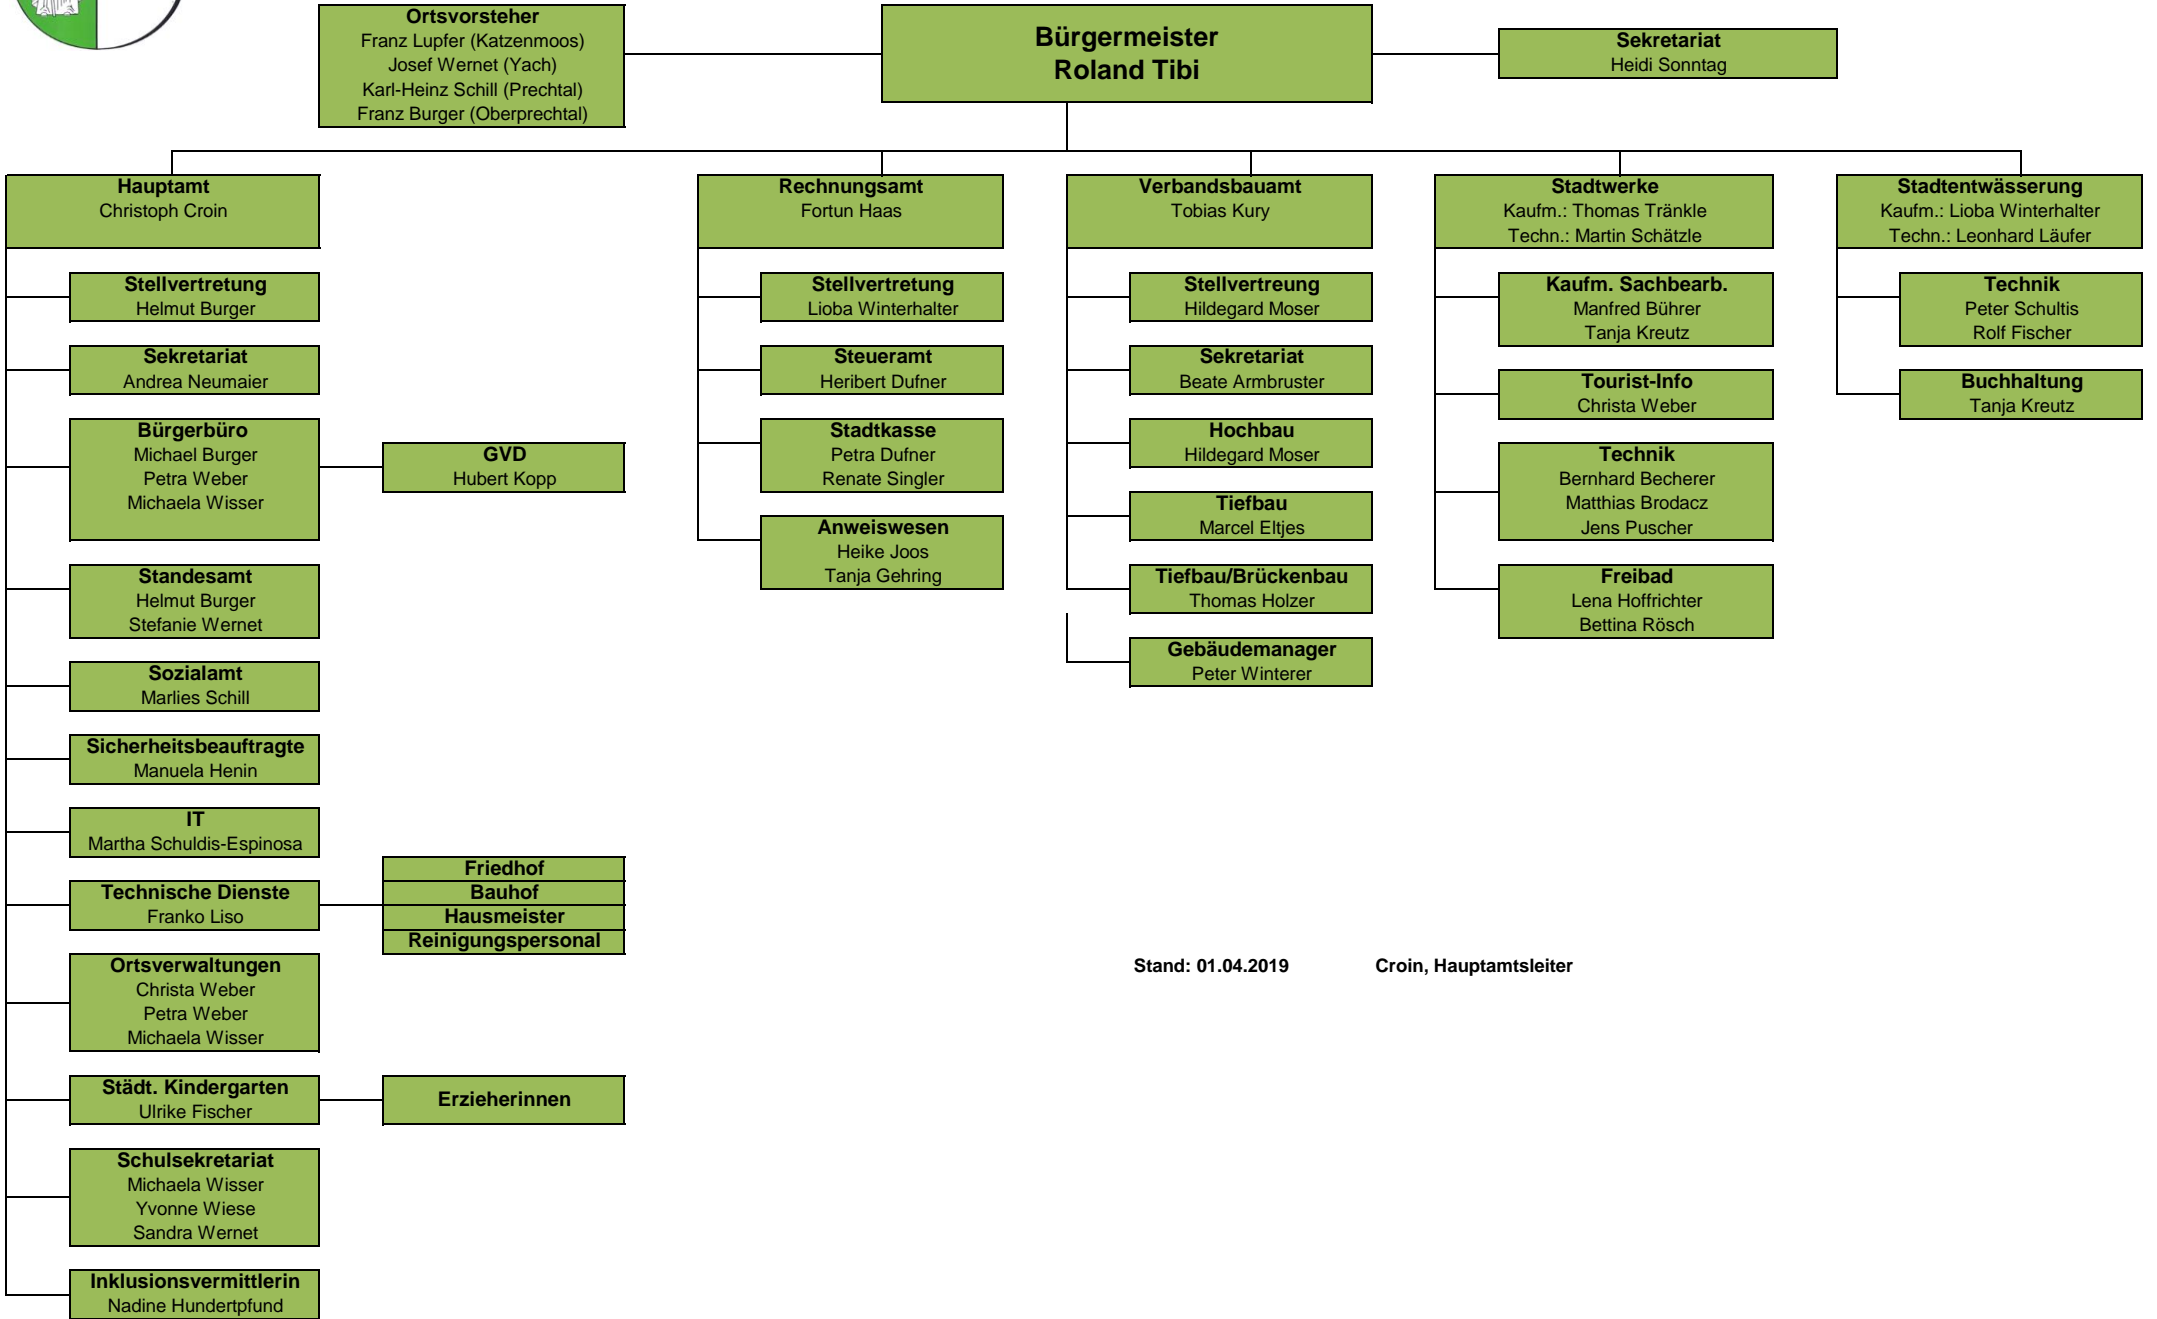 Ortsvorsteher
Franz Lupfer (Katzenmoos)
Josef Wernet (Yach)
Karl-Heinz Schill (Prechtal)
Franz Burger (Oberprechtal)
Bürgermeister
Roland Tibi
Sekretariat
Heidi Sonntag
Hauptamt
Christoph Croin
Stellvertretung
Helmut Burger
Sekretariat
Andrea Neumaier
Bürgerbüro
Michael Burger
Petra Weber
Michaela Wisser
GVD
Hubert Kopp
Standesamt
Helmut Burger
Stefanie Wernet
Sozialamt
Marlies Schill
Sicherheitsbeauftragte
Manuela Henin
IT
Martha Schuldis-Espinosa
Technische Dienste
Franko Liso
Friedhof
Bauhof
Hausmeister
Reinigungspersonal
Ortsverwaltungen
Christa Weber
Petra Weber
Michaela Wisser
Städt. Kindergarten
Ulrike Fischer
Erzieherinnen
Schulsekretariat
Michaela Wisser
Yvonne Wiese
Sandra Wernet
Inklusionsvermittlerin
Nadine Hundertpfund
Rechnungsamt
Fortun Haas
Stellvertretung
Lioba Winterhalter
Steueramt
Heribert Dufner
Stadtkasse
Petra Dufner
Renate Singler
Anweiswesen
Heike Joos
Tanja Gehring
Verbandsbauamt
Tobias Kury
Stellvertreung
Hildegard Moser
Sekretariat
Beate Armbruster
Hochbau
Hildegard Moser
Tiefbau
Marcel Eltjes
Tiefbau/Brückenbau
Thomas Holzer
Gebäudemanager
Peter Winterer
Stadtwerke
Kaufm.: Thomas Tränkle
Techn.: Martin Schätzle
Kaufm. Sachbearb.
Manfred Bührer
Tanja Kreutz
Tourist-Info
Christa Weber
Technik
Bernhard Becherer
Matthias Brodacz
Jens Puscher
Freibad
Lena Hoffrichter
Bettina Rösch
Stadtentwässerung
Kaufm.: Lioba Winterhalter
Techn.: Leonhard Läufer
Technik
Peter Schultis
Rolf Fischer
Buchhaltung
Tanja Kreutz
Stand: 01.04.2019 Croin, Hauptamtsleiter